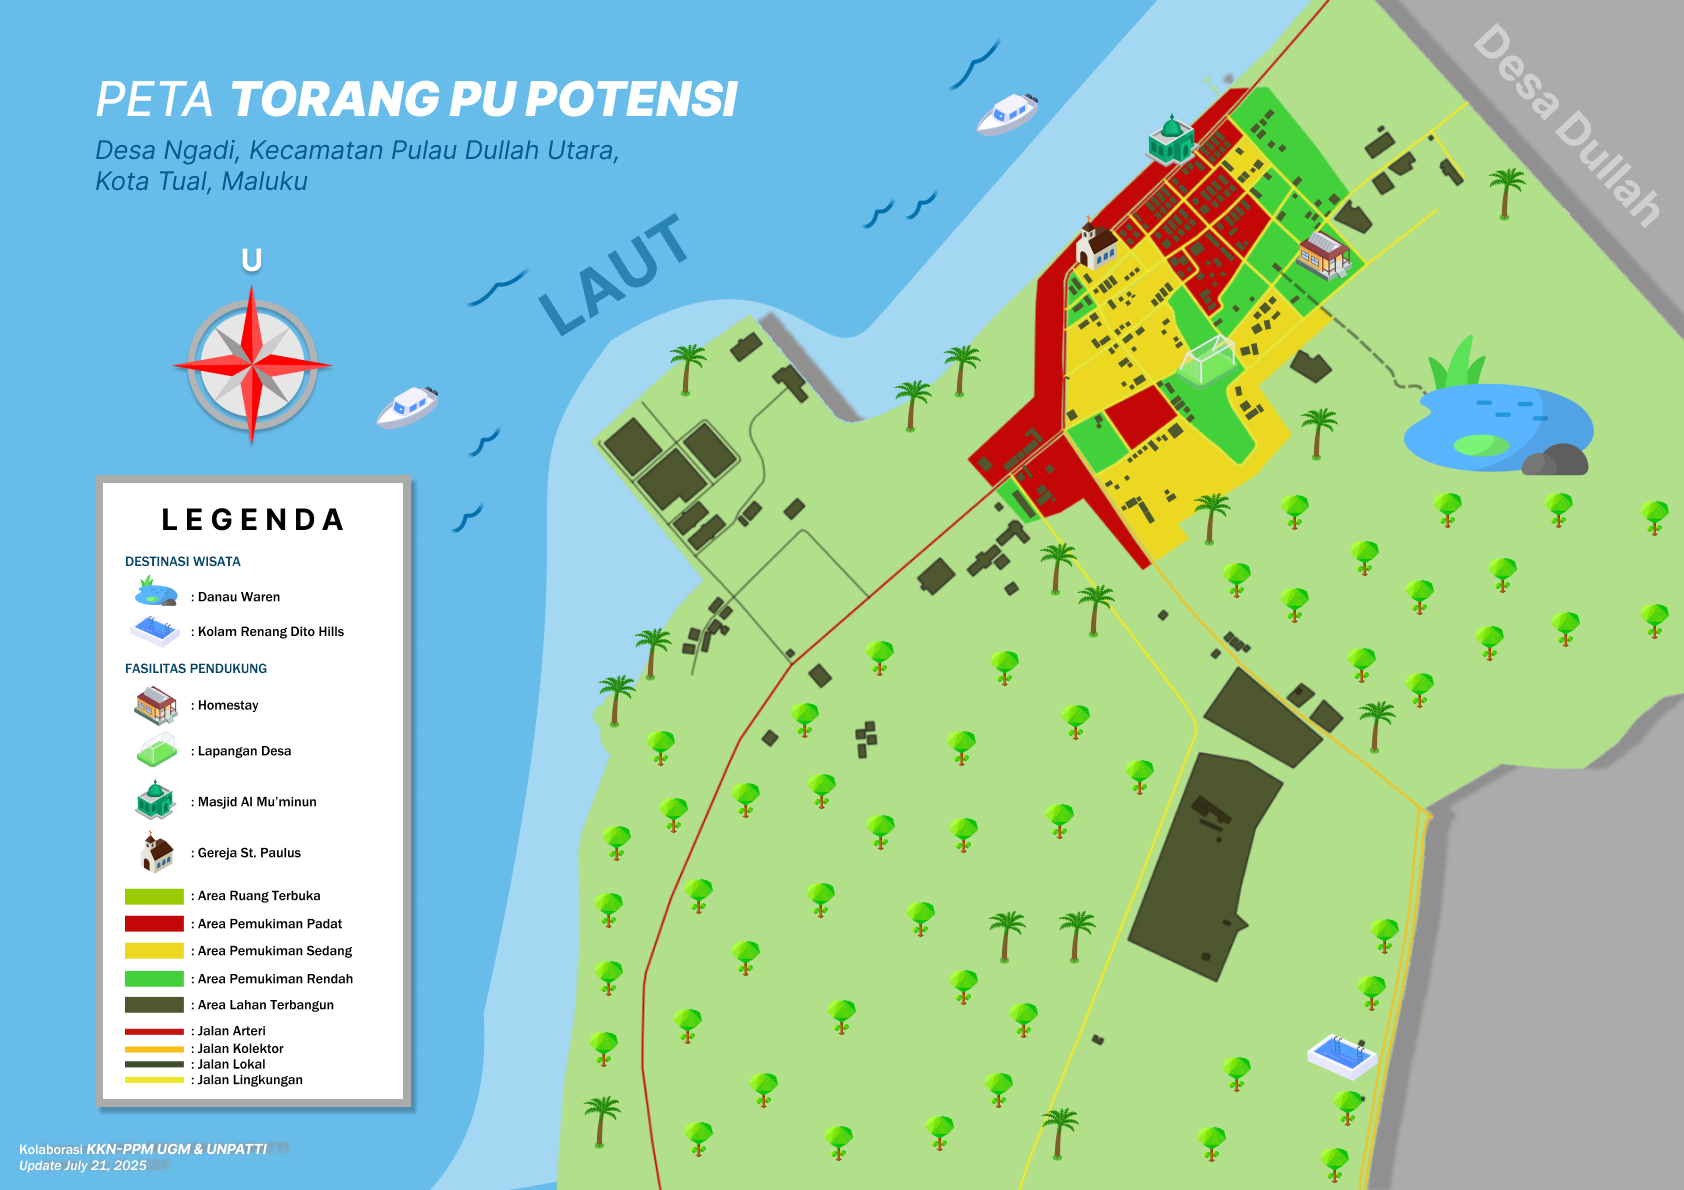 PETA TORANG PU POTENSI
Desa Ngadi, Kecamatan Pulau Dullah Utara,
Kota Tual, Maluku
U
LAUT
Desa Dullah
LEGENDA
DESTINASI WISATA
: Danau Waren
: Kolam Renang Dito Hills
FASILITAS PENDUKUNG
: Homestay
: Lapangan Desa
: Masjid Al Mu'minun
: Gereja St. Paulus
: Area Ruang Terbuka
: Area Pemukiman Padat
: Area Pemukiman Sedang
: Area Pemukiman Rendah
: Area Lahan Terbangun
: Jalan Arteri
: Jalan Kolektor
: Jalan Lokal
: Jalan Lingkungan
Kolaborasi KKN-PPM UGM & UNPATTI
Update July 21, 2025